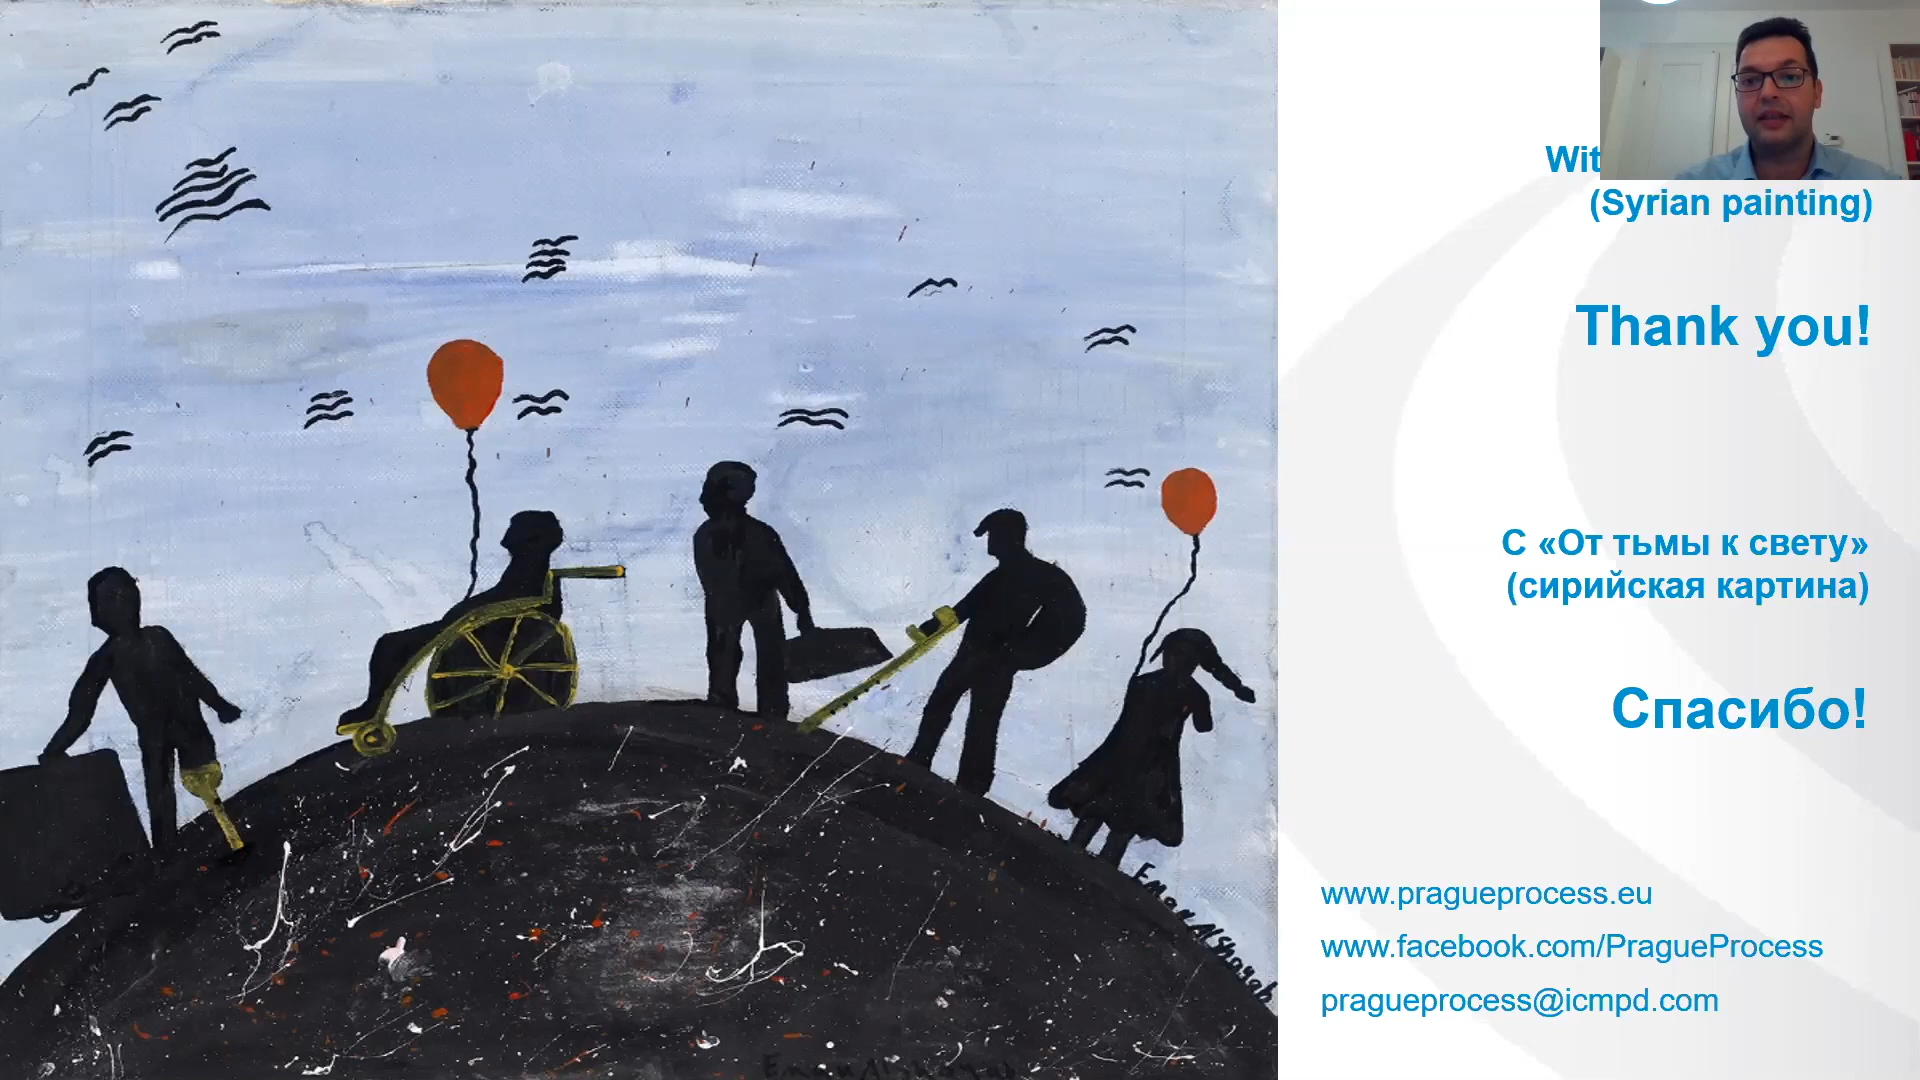 Wit
(Syrian painting)
Thank you!
С «От тьмы к свету»
(сирийская картина)
Спасибо!
www.pragueprocess.eu
www.facebook.com/PragueProcess
pragueprocess@icmpd.com